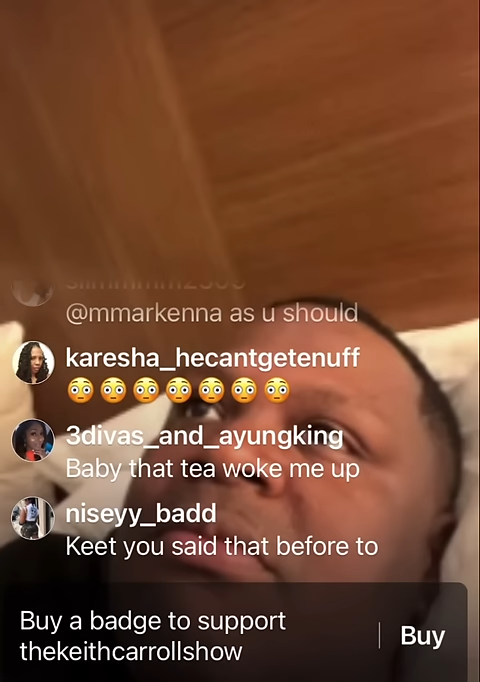 @mmarkenna as u should
karesha_hecantgetenuff
😳😳😳😳😳😳😳
3divas_and_ayungking
Baby that tea woke me up
niseyy_badd
Keet you said that before to
Buy a badge to support
thekeithcarrollshow
Buy